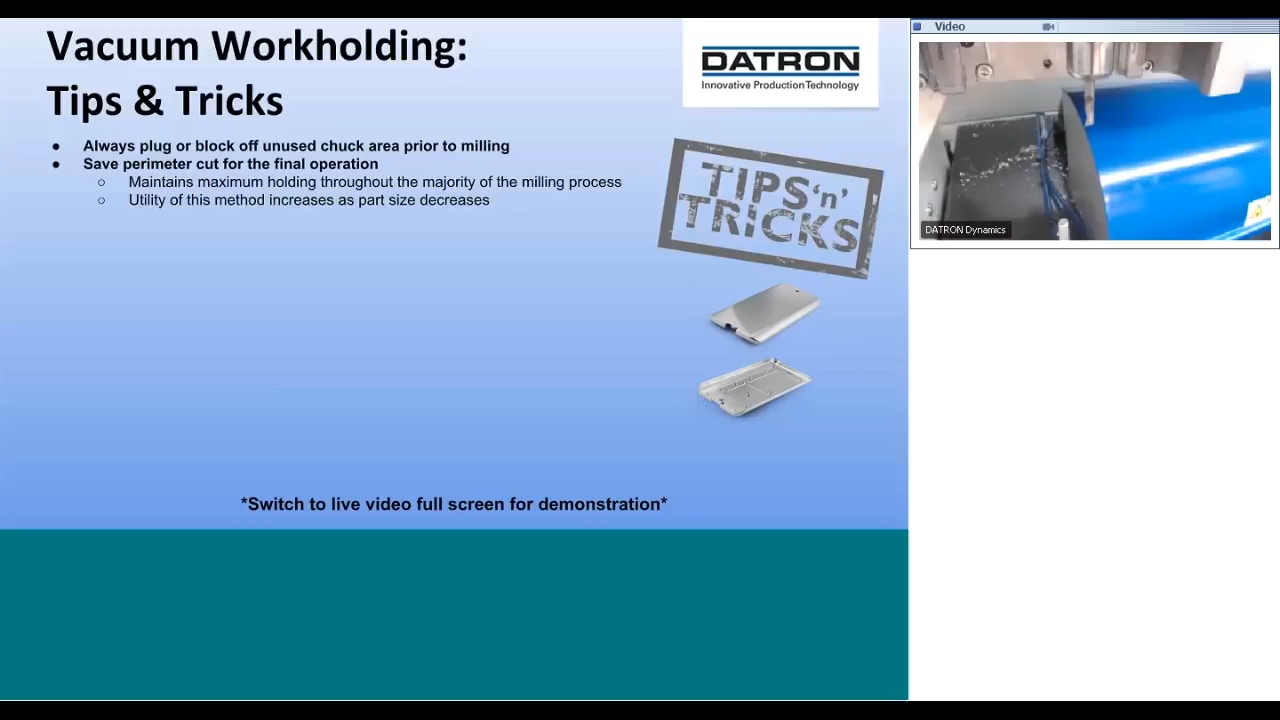 Vacuum Workholding:
Tips & Tricks
DATRON
Innovative Production Technology
● Always plug or block off unused chuck area prior to milling
● Save perimeter cut for the final operation
○ Maintains maximum holding throughout the majority of the milling process
○ Utility of this method increases as part size decreases
TIPS‘n’
TRICKS
*Switch to live video full screen for demonstration*
Video
DATRON Dynamics